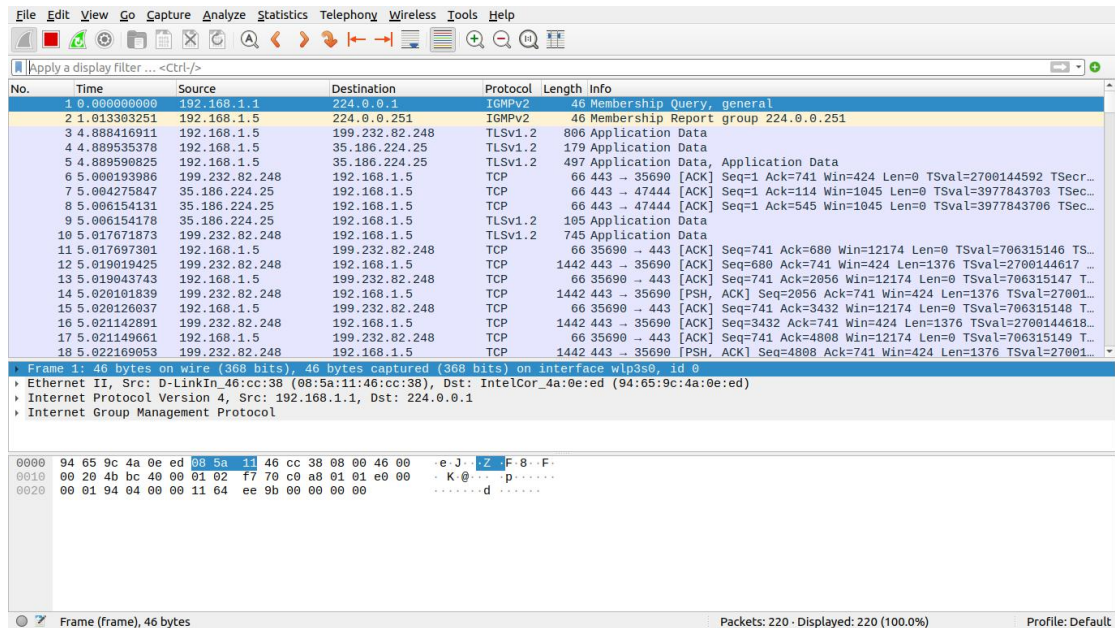 File Edit View Go Capture Analyze Statistics Telephony Wireless Tools Help
Apply a display filter … <Ctrl-/>
No. Time Source Destination Protocol Length Info
1 0.000000000 192.168.1.1 224.0.0.1 IGMPv2 46 Membership Query, general
2 1.013303251 192.168.1.5 224.0.0.251 IGMPv2 46 Membership Report group 224.0.0.251
3 4.888416911 192.168.1.5 199.232.82.248 TLSv1.2 806 Application Data
4 4.889535378 192.168.1.5 35.186.224.25 TLSv1.2 179 Application Data
5 4.889590825 192.168.1.5 35.186.224.25 TLSv1.2 497 Application Data, Application Data
6 5.000193986 199.232.82.248 192.168.1.5 TCP 66 443 → 35690 [ACK] Seq=1 Ack=741 Win=424 Len=0 TSval=2700144592 TSecr…
7 5.004275847 35.186.224.25 192.168.1.5 TCP 66 443 → 47444 [ACK] Seq=1 Ack=114 Win=1045 Len=0 TSval=3977843703 TSec…
8 5.006154131 35.186.224.25 192.168.1.5 TCP 66 443 → 47444 [ACK] Seq=1 Ack=545 Win=1045 Len=0 TSval=3977843706 TSec…
9 5.006154178 35.186.224.25 192.168.1.5 TLSv1.2 105 Application Data
10 5.017671873 199.232.82.248 192.168.1.5 TLSv1.2 745 Application Data
11 5.017697301 192.168.1.5 199.232.82.248 TCP 66 35690 → 443 [ACK] Seq=741 Ack=680 Win=12174 Len=0 TSval=706315146 TS…
12 5.019019425 199.232.82.248 192.168.1.5 TCP 1442 443 → 35690 [ACK] Seq=680 Ack=741 Win=424 Len=1376 TSval=2700144617 …
13 5.019043743 192.168.1.5 199.232.82.248 TCP 66 35690 → 443 [ACK] Seq=741 Ack=2056 Win=12174 Len=0 TSval=706315147 T…
14 5.020101839 199.232.82.248 192.168.1.5 TCP 1442 443 → 35690 [PSH, ACK] Seq=2056 Ack=741 Win=424 Len=1376 TSval=27001…
15 5.020126037 192.168.1.5 199.232.82.248 TCP 66 35690 → 443 [ACK] Seq=741 Ack=3432 Win=12174 Len=0 TSval=706315148 T…
16 5.021142891 199.232.82.248 192.168.1.5 TCP 1442 443 → 35690 [ACK] Seq=3432 Ack=741 Win=424 Len=1376 TSval=2700144618…
17 5.021149661 192.168.1.5 199.232.82.248 TCP 66 35690 → 443 [ACK] Seq=741 Ack=4808 Win=12174 Len=0 TSval=706315149 T…
18 5.022169053 199.232.82.248 192.168.1.5 TCP 1442 443 → 35690 [PSH, ACK] Seq=4808 Ack=741 Win=424 Len=1376 TSval=27001…
Frame 1: 46 bytes on wire (368 bits), 46 bytes captured (368 bits) on interface wlp3s0, id 0
Ethernet II, Src: D-LinkIn_46:cc:38 (08:5a:11:46:cc:38), Dst: IntelCor_4a:0e:ed (94:65:9c:4a:0e:ed)
Internet Protocol Version 4, Src: 192.168.1.1, Dst: 224.0.0.1
Internet Group Management Protocol
0000 94 65 9c 4a 0e ed 08 5a 11 46 cc 38 08 00 46 00 ·e·J···Z ·F·8··F·
0010 00 20 4b bc 40 00 01 02 f7 70 c0 a8 01 01 e0 00 · K·@··· ·p······
0020 00 01 94 04 00 00 11 64 ee 9b 00 00 00 00 ·······d ······
Frame (frame), 46 bytes Packets: 220 · Displayed: 220 (100.0%) Profile: Default